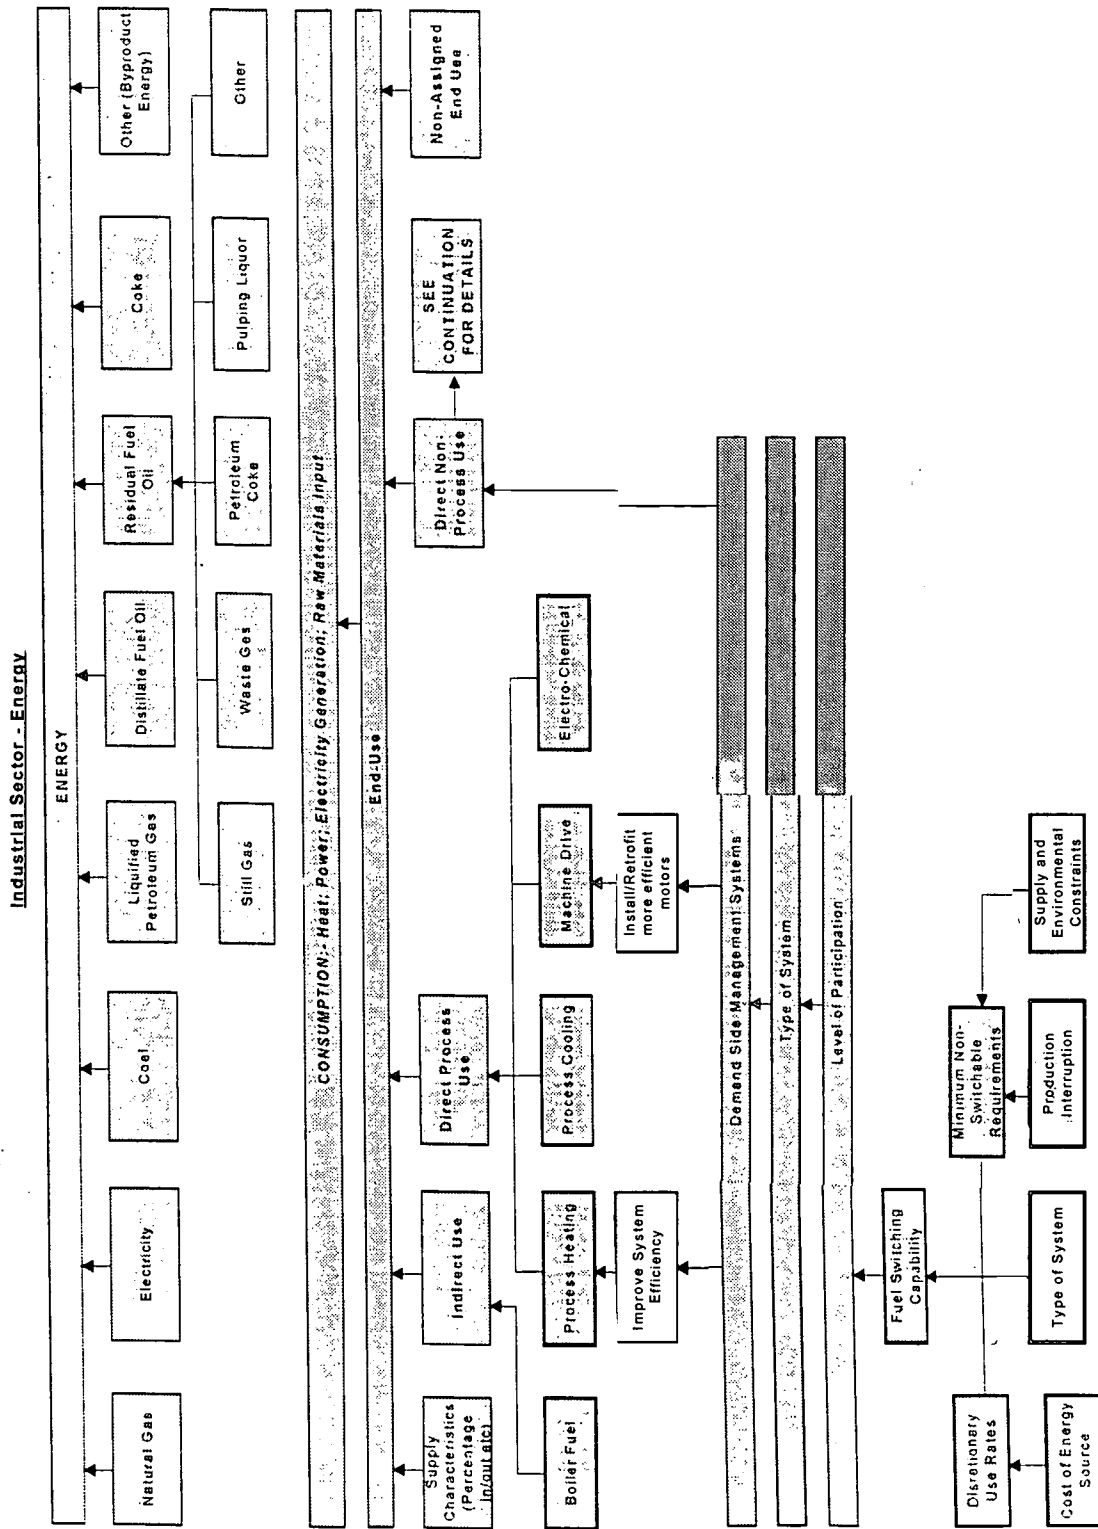 Industrial Sector - Energy
ENERGY
Natural Gas
Electricity
Coal
Liquified
Petroleum Gas
Distillate Fuel Oil
Residual Fuel
Oil
Coke
Other (Byproduct
Energy)
Still Gas
Waste Gas
Petroleum
Coke
Pulping Liquor
Other
CONSUMPTION: - Heat; Power; Electricity Generation; Raw Materials Input
End-Use
Supply
Characteristics
(Percentage
in/out etc)
Indirect Use
Direct Process
Use
Direct Non-
Process Use
SEE
CONTINUATION
FOR DETAILS
Non-Assigned
End Use
Boiler Fuel
Process Heating
Process Cooling
Machine Drive
Electro-Chemical
Improve System
Efficiency
Install/Retrofit
more efficient
motors
Demand Side Management Systems
Type of System
Level of Participation
Fuel Switching
Capability
Minimum Non-
Switchable
Requirements
Disretionary
Use Rates
Type of System
Production
Interruption
Supply and
Environmental
Constraints
Cost of Energy
Source